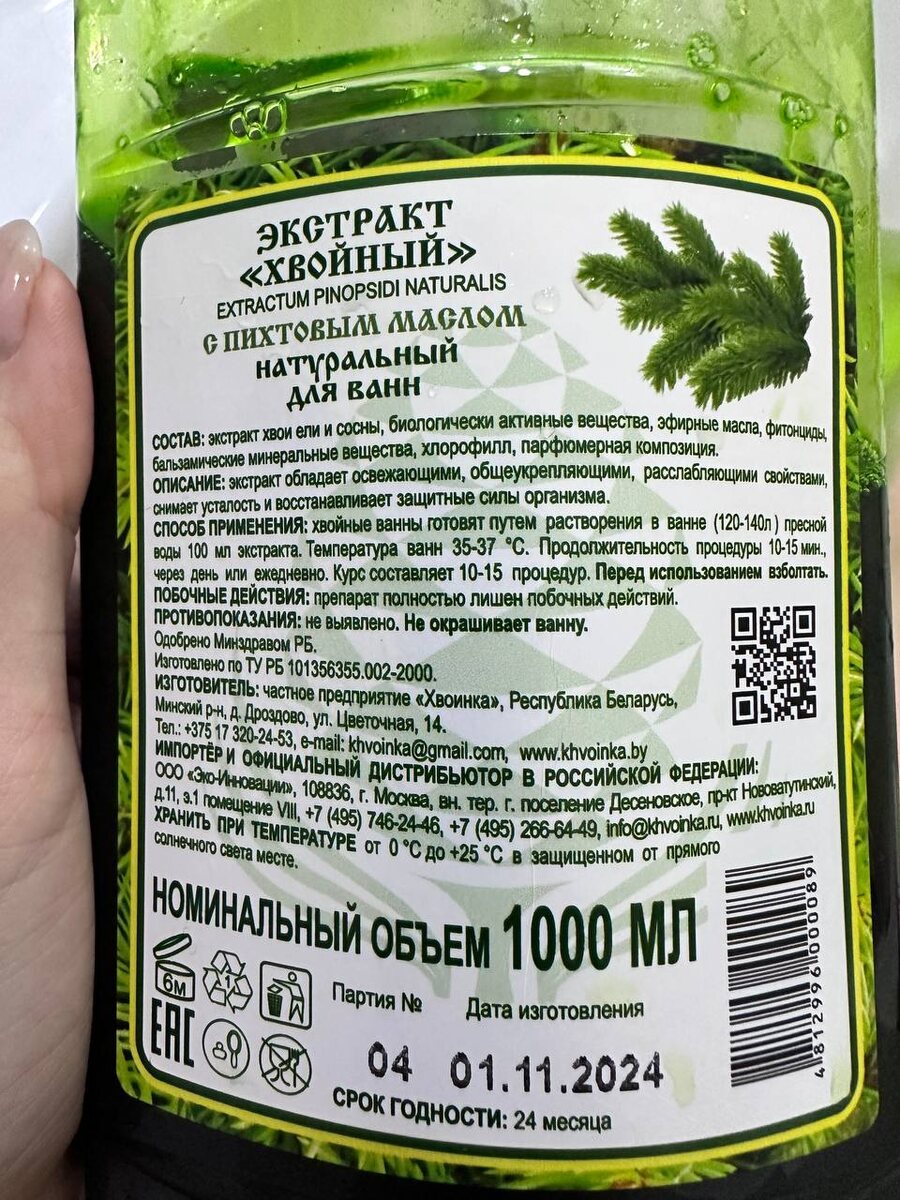 ЭКСТРАКТ
«ХВОЙНЫЙ»
EXTRACTUM PINOPSIDI NATURALIS
С ПИХТОВЫМ МАСЛОМ
натуральный
для ванн
СОСТАВ: экстракт хвои ели и сосны, биологически активные вещества, эфирные масла, фитонциды,
бальзамические минеральные вещества, хлорофилл, парфюмерная композиция.
ОПИСАНИЕ: экстракт обладает освежающими, общеукрепляющими, расслабляющими свойствами,
снимает усталость и восстанавливает защитные силы организма.
СПОСОБ ПРИМЕНЕНИЯ: хвойные ванны готовят путем растворения в ванне (120-140л ) пресной
воды 100 мл экстракта. Температура ванн 35-37 °С. Продолжительность процедуры 10-15 мин.,
через день или ежедневно. Курс составляет 10-15 процедур. Перед использованием взболтать.
ПОБОЧНЫЕ ДЕЙСТВИЯ: препарат полностью лишен побочных действий.
ПРОТИВОПОКАЗАНИЯ: не выявлено. Не окрашивает ванну.
Одобрено Минздравом РБ.
Изготовлено по ТУ РБ 101356355.002-2000.
ИЗГОТОВИТЕЛЬ: частное предприятие «Хвоинка», Республика Беларусь,
Минский р-н, д. Дроздово, ул. Цветочная, 14.
Тел.: +375 17 320-24-53, e-mail: khvoinka@gmail.com, www.khvoinka.by
ИМПОРТЁР И ОФИЦИАЛЬНЫЙ ДИСТРИБЬЮТОР В РОССИЙСКОЙ ФЕДЕРАЦИИ:
ООО «Эко-Инновации», 108836, г. Москва, вн. тер. г. поселение Десеновское, пр-кт Нововатутинский,
д.11, э.1 помещение VIII, +7 (495) 746-24-46, +7 (495) 266-64-49, info@khvoinka.ru, www.khvoinka.ru
ХРАНИТЬ ПРИ ТЕМПЕРАТУРЕ от 0 °С до +25 °С в защищенном от прямого
солнечного света месте.
НОМИНАЛЬНЫЙ ОБЪЕМ 1000 МЛ
6м
1
Партия № Дата изготовления
EAC
04 01.11.2024
СРОК ГОДНОСТИ: 24 месяца
4812996000089